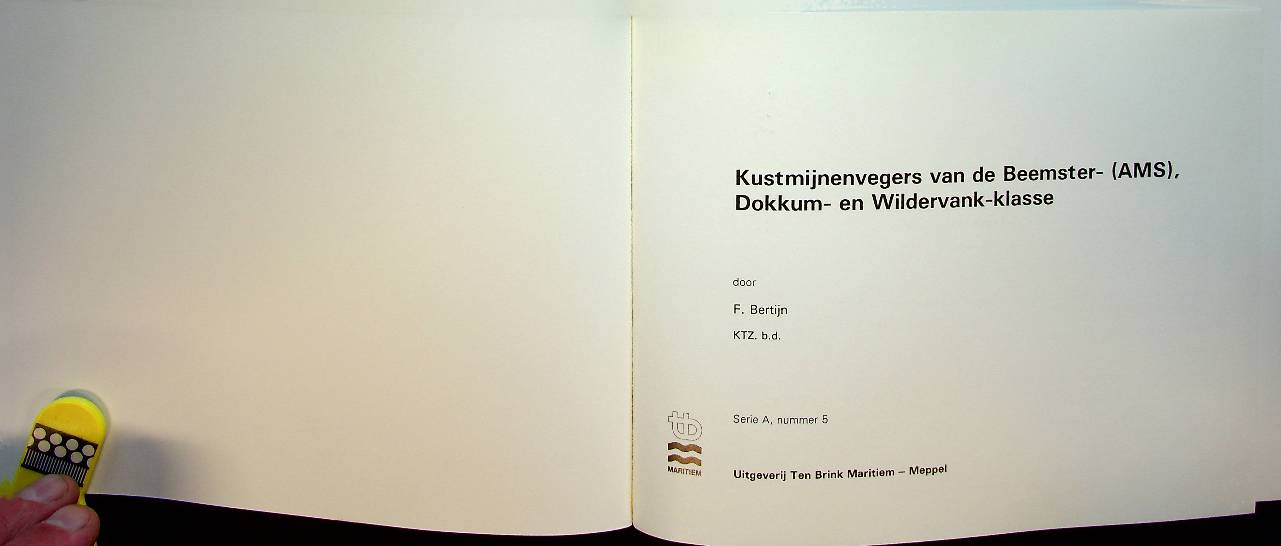 Kustmijnenvegers van de Beemster- (AMS),
Dokkum- en Wildervank-klasse
door
F. Bertijn
KTZ. b.d.
Serie A, nummer 5
tb
MARITIEM
Uitgeverij Ten Brink Maritiem – Meppel